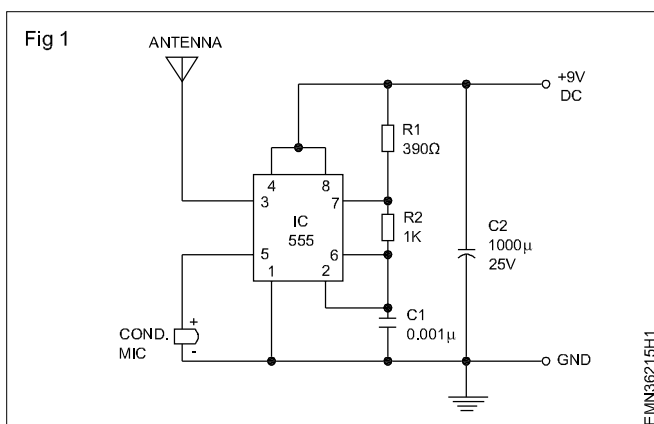 Fig 1
ANTENNA
+9V
DC
R1
390Ω
4
8
3
7
IC
555
R2
1K
C2
1000µ
25V
5
6
1
2
C1
0.001µ
+
COND.
MIC
-
GND
EMN36215H1